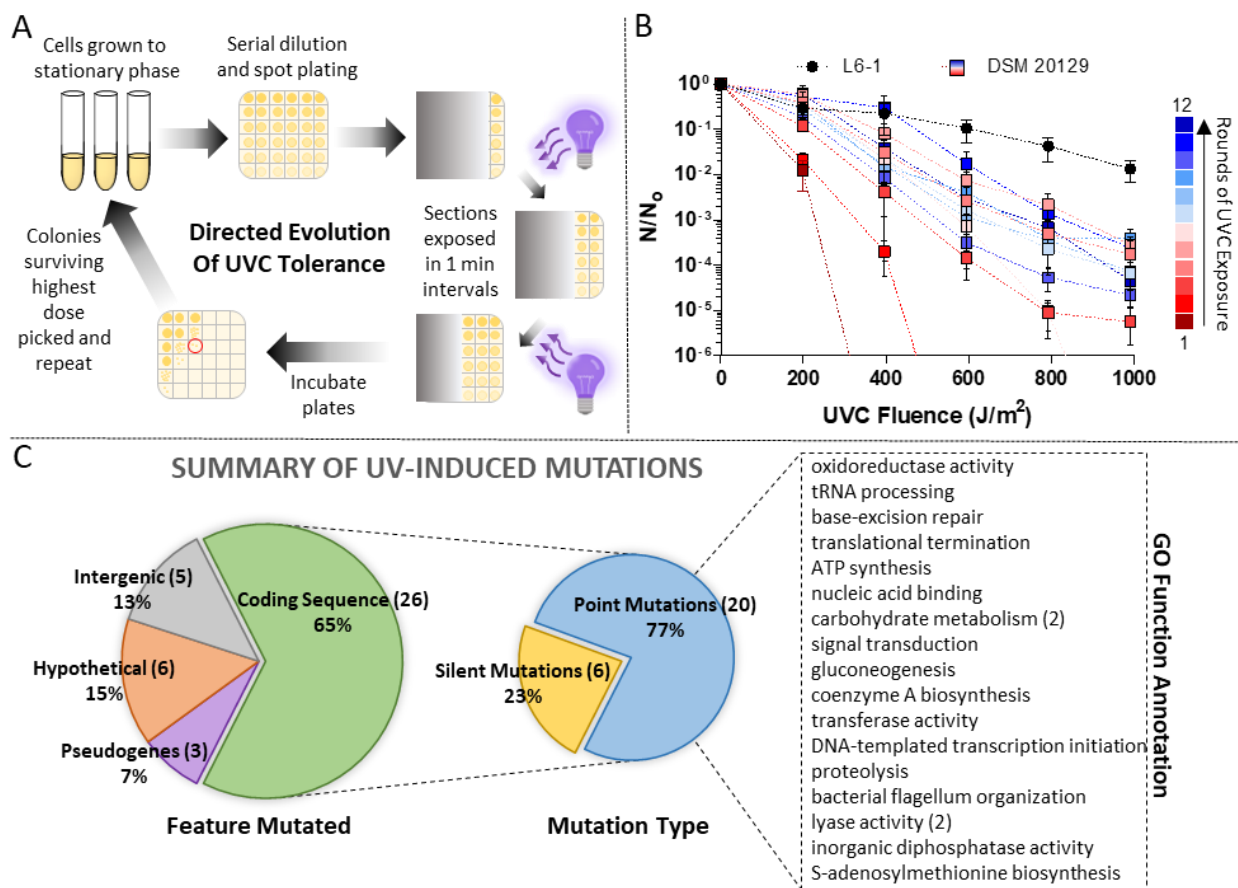 A
Cells grown to
stationary phase
Serial dilution
and spot plating
Directed Evolution
Of UVC Tolerance
Sections
exposed
in 1 min
intervals
Colonies
surviving
highest
dose
picked and
repeat
Incubate
plates
B
L6-1
DSM 20129
10⁰
10⁻¹
10⁻²
10⁻³
10⁻⁴
10⁻⁵
10⁻⁶
N/Nₒ
0
200
400
600
800
1000
UVC Fluence (J/m²)
12
1
Rounds of UVC Exposure
C
SUMMARY OF UV-INDUCED MUTATIONS
Intergenic (5)
13%
Hypothetical (6)
15%
Pseudogenes (3)
7%
Coding Sequence (26)
65%
Feature Mutated
Point Mutations (20)
77%
Silent Mutations (6)
23%
Mutation Type
oxidoreductase activity
tRNA processing
base-excision repair
translational termination
ATP synthesis
nucleic acid binding
carbohydrate metabolism (2)
signal transduction
gluconeogenesis
coenzyme A biosynthesis
transferase activity
DNA-templated transcription initiation
proteolysis
bacterial flagellum organization
lyase activity (2)
inorganic diphosphatase activity
S-adenosylmethionine biosynthesis
GO Function Annotation